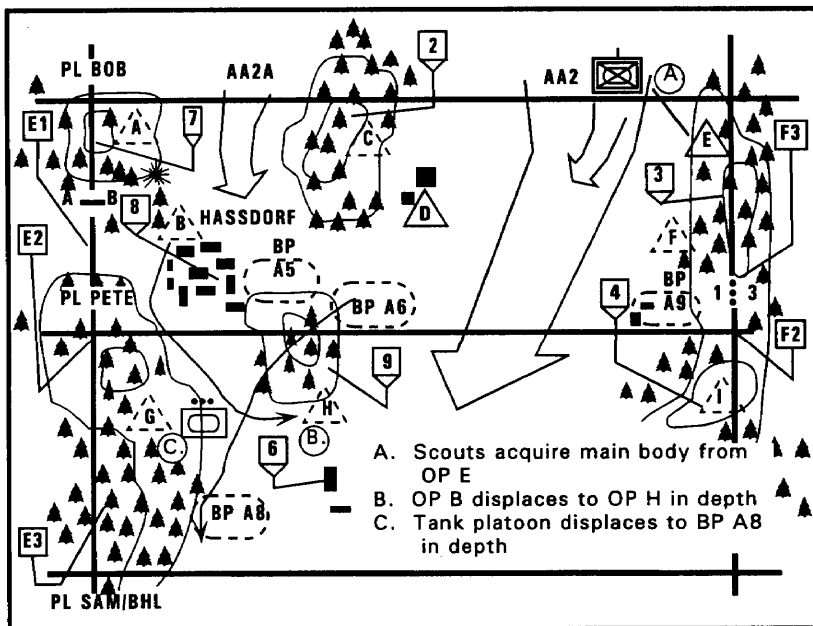 PL BOB
AA2A
2
AA2
A
E1
A
7
C
E
F3
3
A B
8
B
HASSDORF
D
F
E2
BP
A5
BP
A9
4
1 3
PL PETE
BP A6
F2
9
G
H
I
C.
B.
6
A. Scouts acquire main body from
OP E
B. OP B displaces to OP H in depth
C. Tank platoon displaces to BP A8
in depth
BP A8
E3
PL SAM/BHL